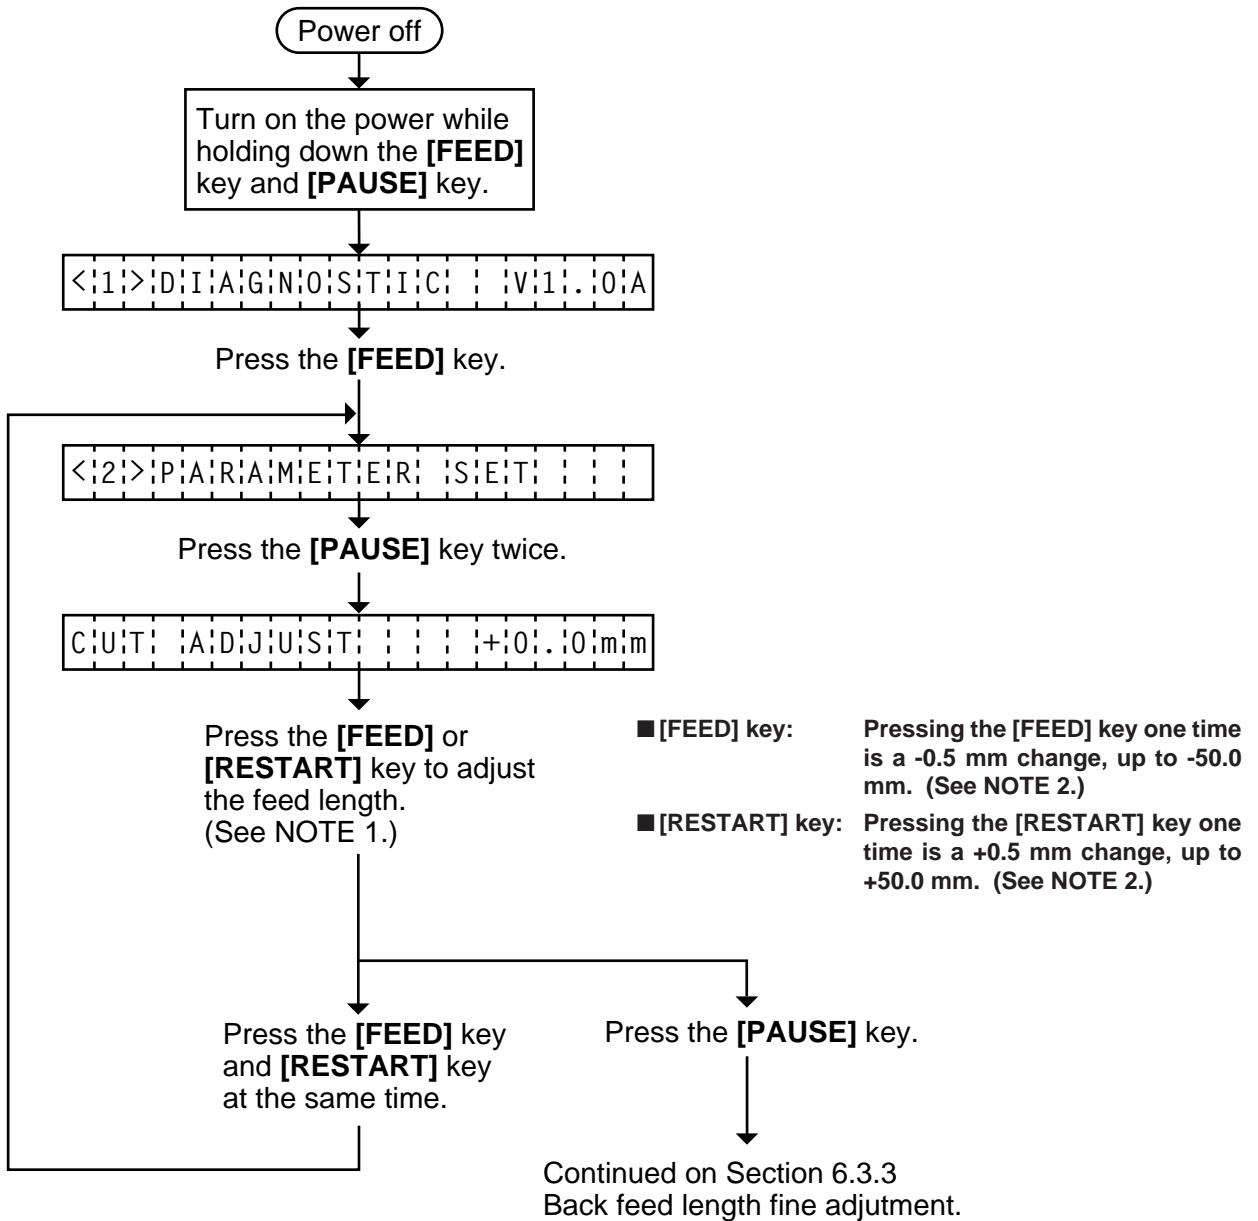 Power off
Turn on the power while
holding down the [FEED]
key and [PAUSE] key.
<1>DIAGNOSTIC  V1.0A
Press the [FEED] key.
<2>PARAMETER SET
Press the [PAUSE] key twice.
CUT ADJUST    +0.0mm
Press the [FEED] or
[RESTART] key to adjust
the feed length.
(See NOTE 1.)
■ [FEED] key: Pressing the [FEED] key one time
is a -0.5 mm change, up to -50.0
mm. (See NOTE 2.)
■ [RESTART] key: Pressing the [RESTART] key one
time is a +0.5 mm change, up to
+50.0 mm. (See NOTE 2.)
Press the [FEED] key
and [RESTART] key
at the same time.
Press the [PAUSE] key.
Continued on Section 6.3.3
Back feed length fine adjutment.